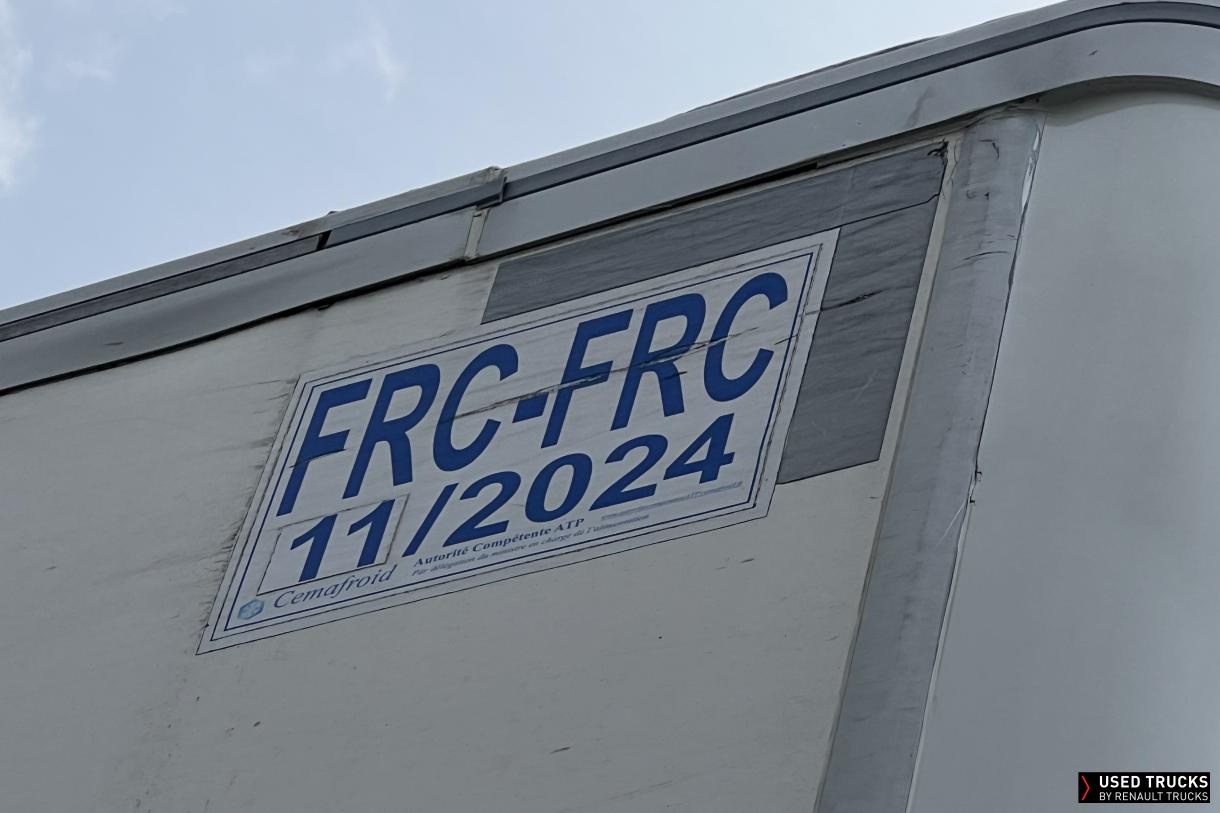 FRC-FRC
11/2024
Cemafroid
Autorité Compétente ATP
Par délégation du ministre en charge de l'alimentation
USED TRUCKS
BY RENAULT TRUCKS